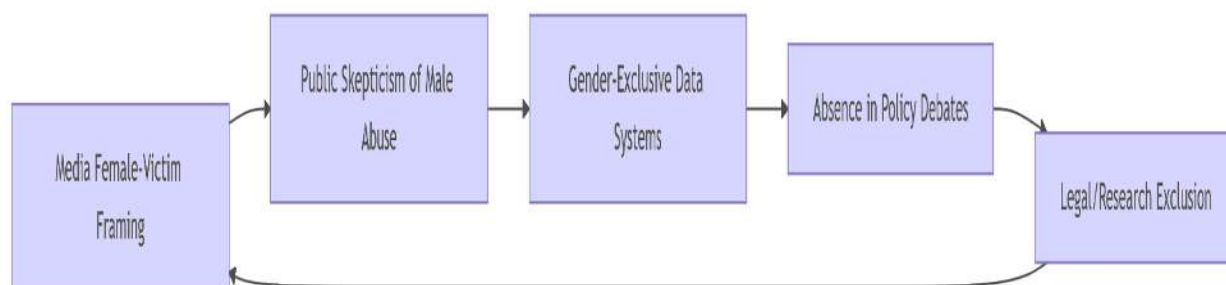 Media Female-Victim
Framing
Public Skepticism of Male
Abuse
Gender-Exclusive Data
Systems
Absence in Policy Debates
Legal/Research Exclusion